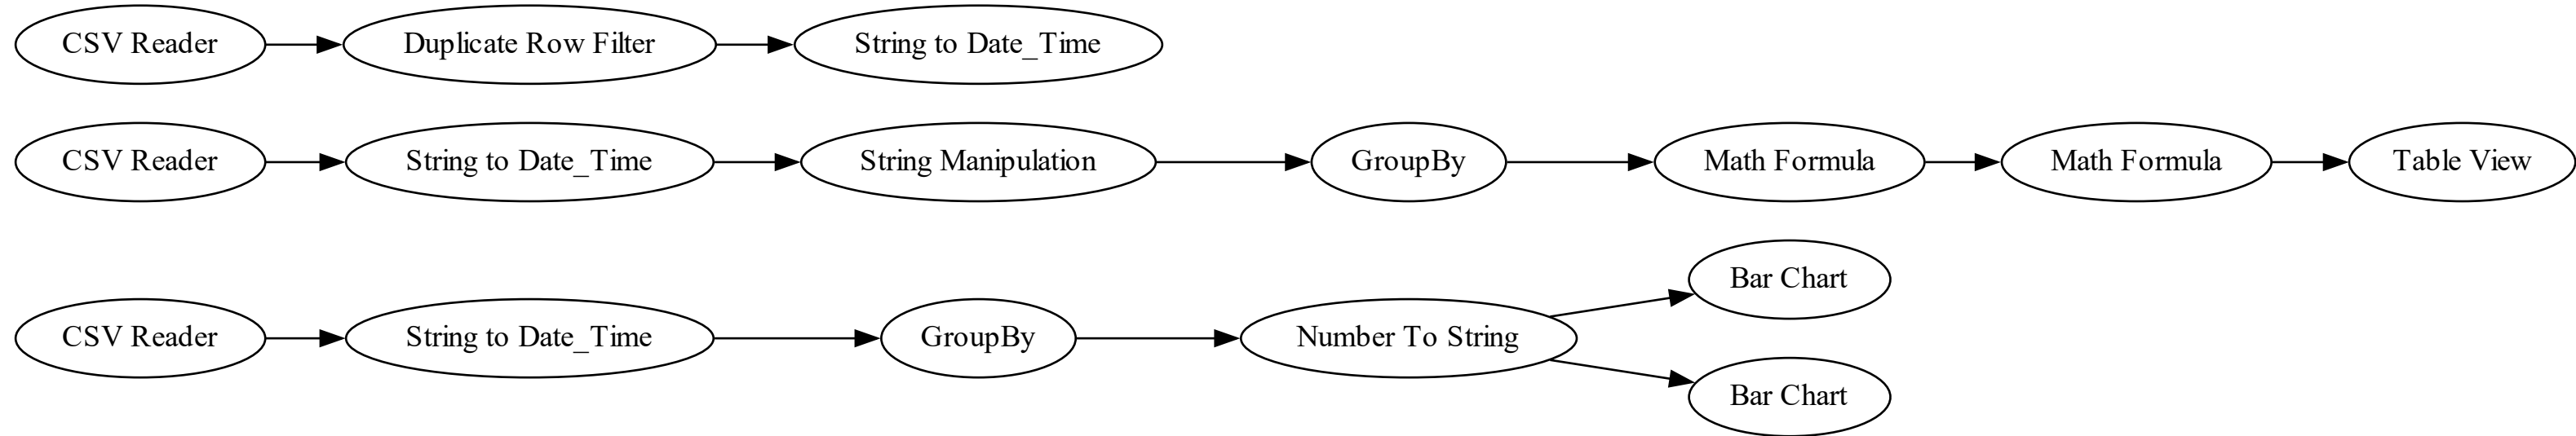 CSV Reader
Duplicate Row Filter
String to Date_Time
CSV Reader
String to Date_Time
String Manipulation
GroupBy
Math Formula
Math Formula
Table View
CSV Reader
String to Date_Time
GroupBy
Number To String
Bar Chart
Bar Chart